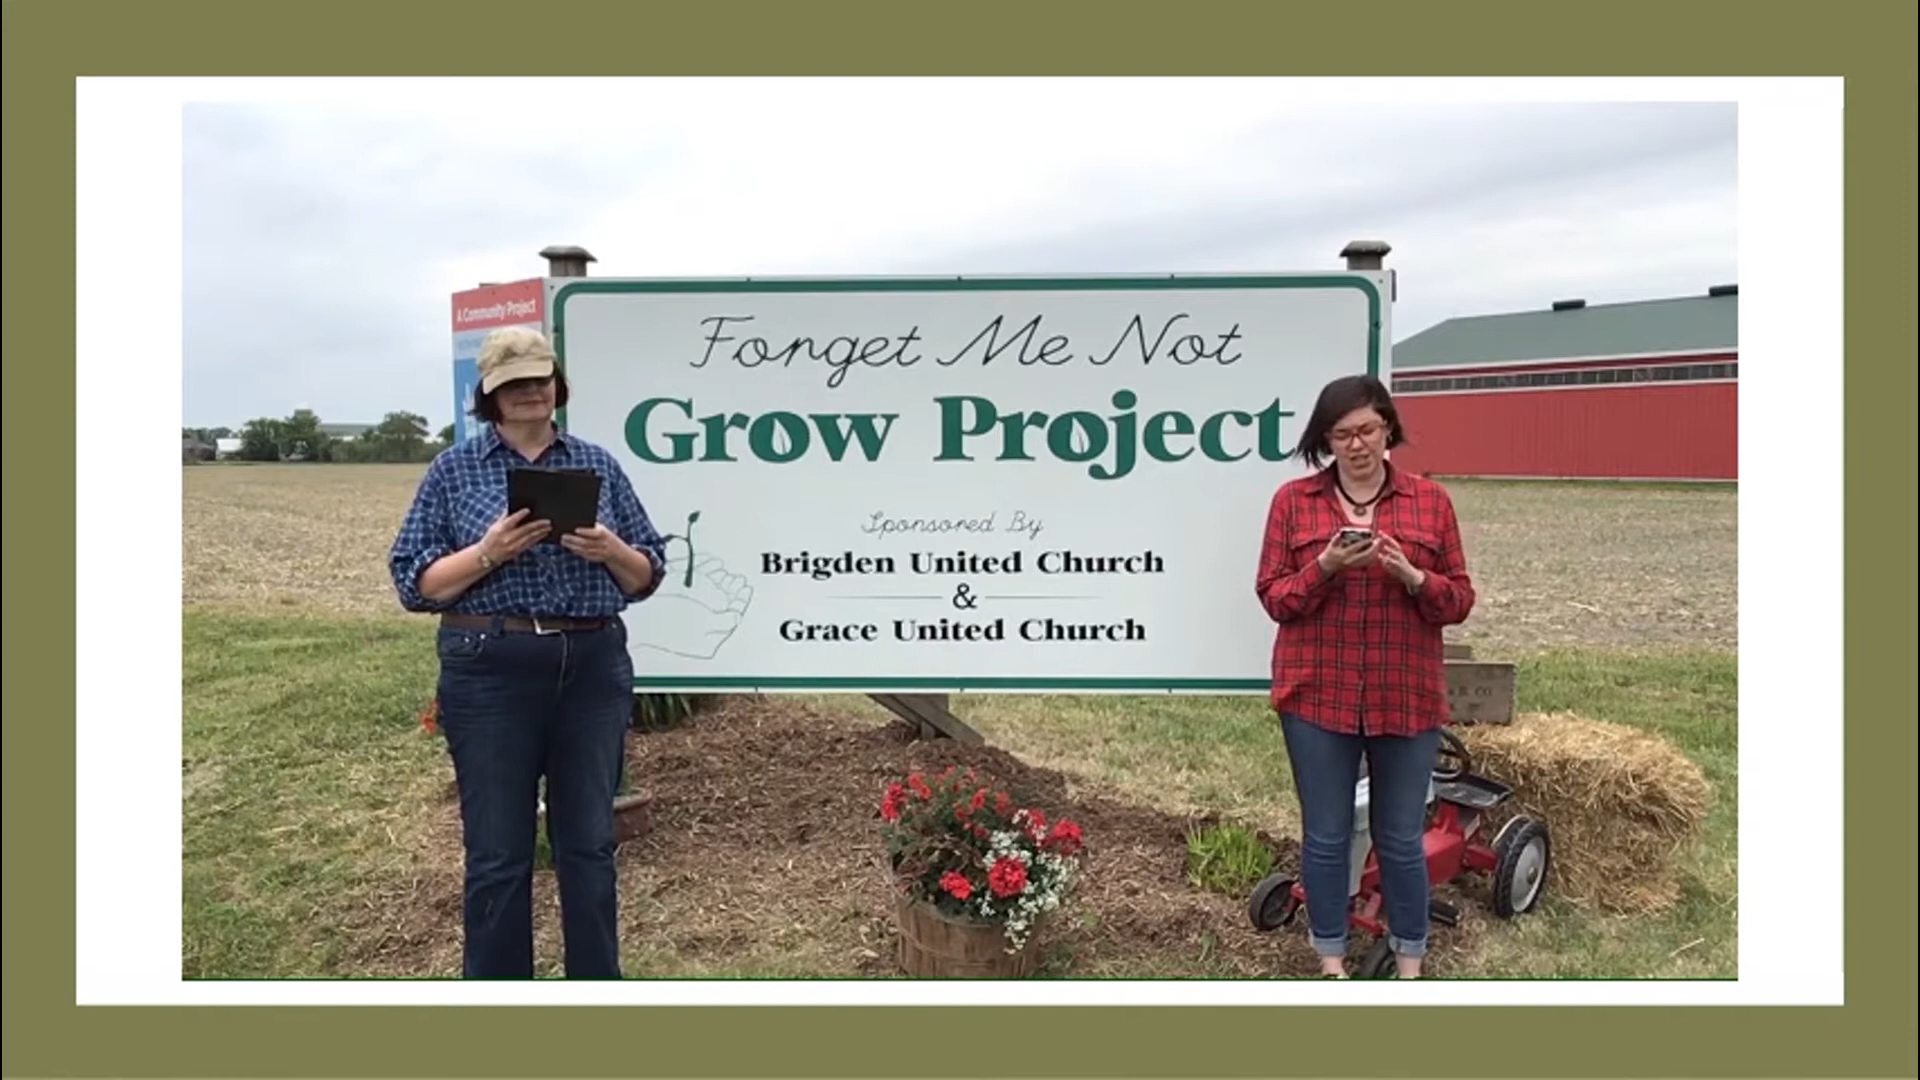 A Community Project
Forget Me Not
Grow Project
Sponsored By
Brigden United Church
&
Grace United Church